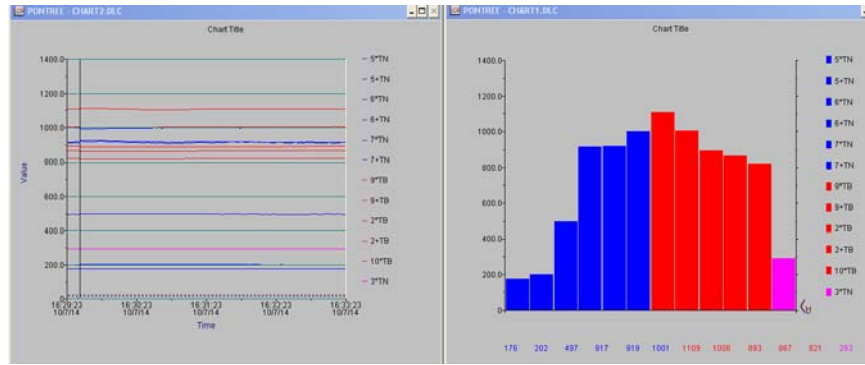 PONTREE - CHART2.DLC
Chart Title
1400.0
1200.0
1000.0
800.0
600.0
400.0
200.0
0.0
Value
16:29:23
10/7/14
16:30:23
10/7/14
16:31:23
10/7/14
16:32:23
10/7/14
16:33:23
10/7/14
Time
5*TN
5+TN
6*TN
6+TN
7*TN
7+TN
9*TB
9+TB
2*TB
2+TB
10*TB
3*TN
PONTREE - CHART1.DLC
Chart Title
1400.0
1200.0
1000.0
800.0
600.0
400.0
200.0
0.0
5*TN
5+TN
6*TN
6+TN
7*TN
7+TN
9*TB
9+TB
2*TB
2+TB
10*TB
3*TN
176 202 497 917 919 1001 1109 1006 893 867 821 293